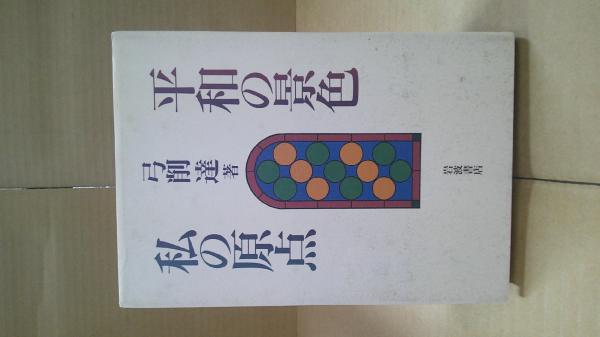 平和の景色
弓削達著
私の原点
岩波書店